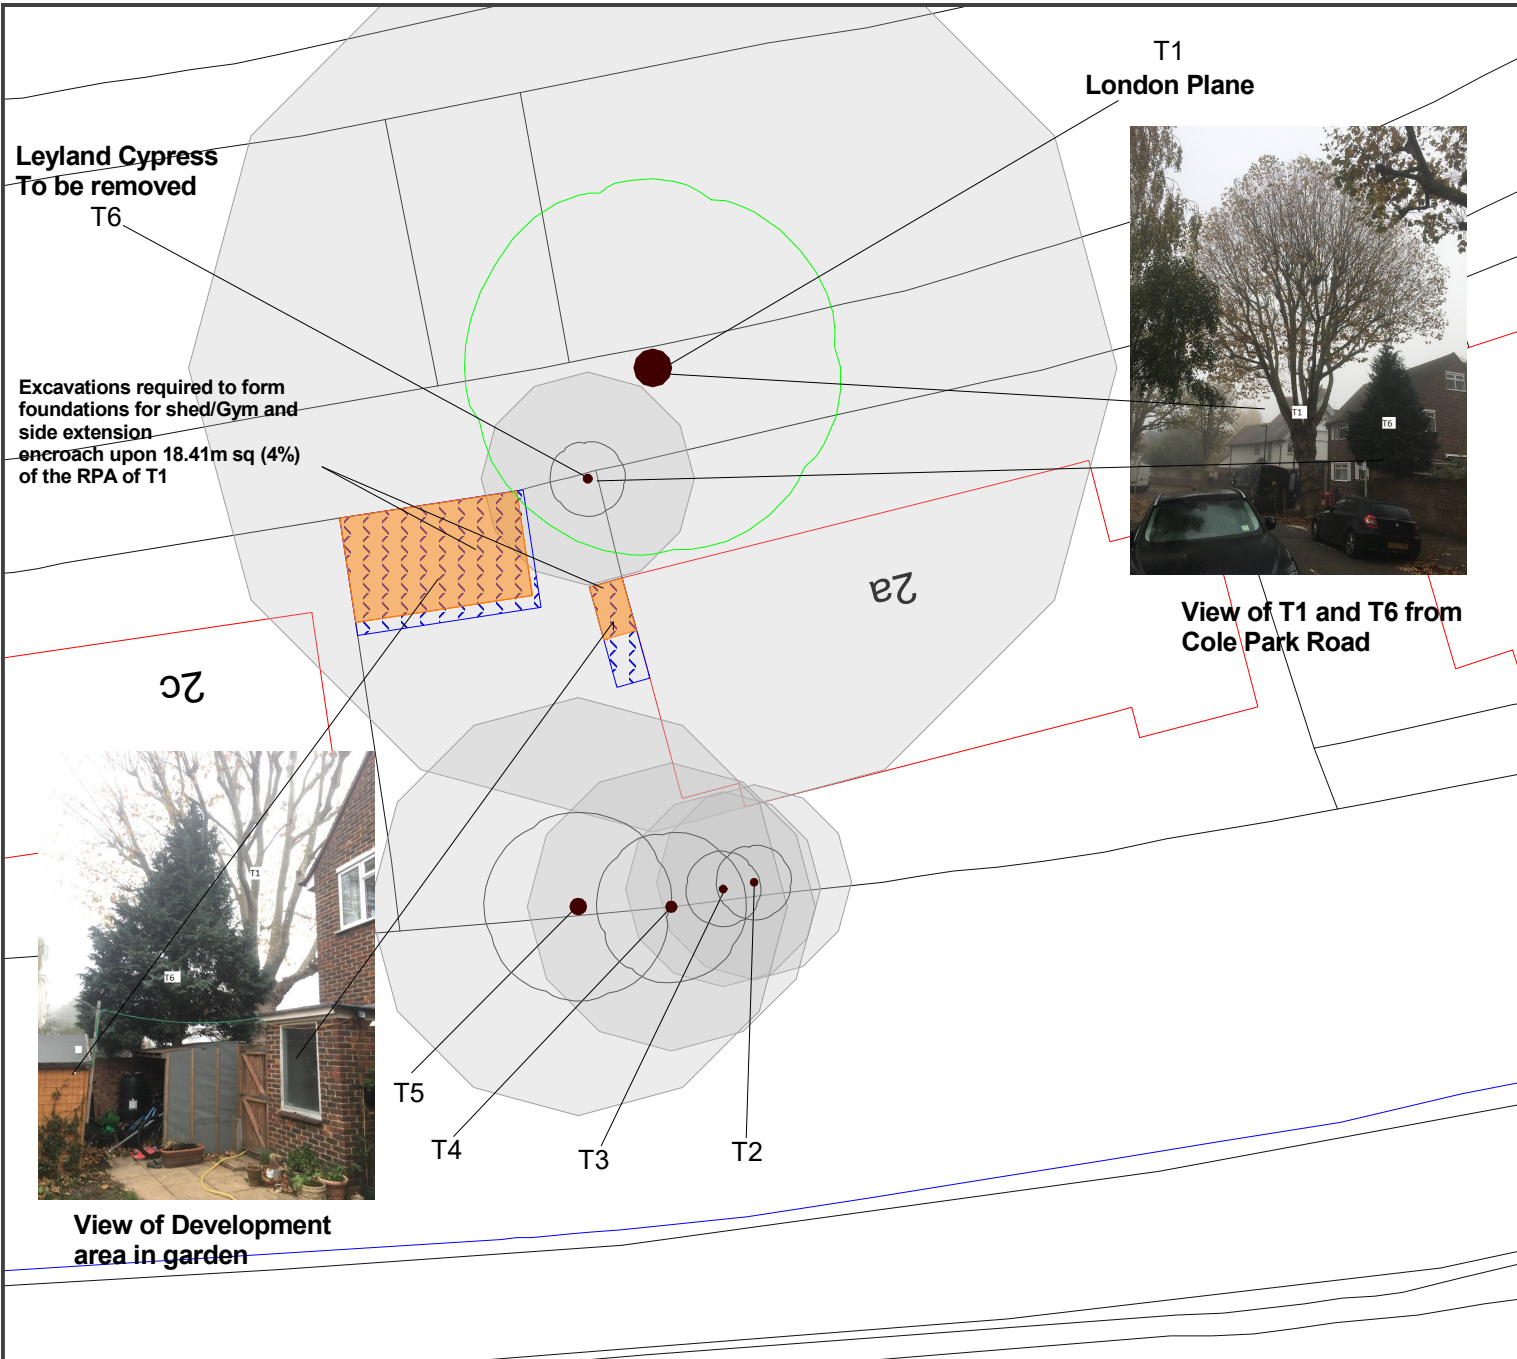 T1
London Plane
Leyland Cypress
To be removed
T6
Excavations required to form
foundations for shed/Gym and
side extension
encroach upon 18.41m sq (4%)
of the RPA of T1
T1
T6
2a
View of T1 and T6 from
Cole Park Road
2c
T1
T6
T5
T4
T3
T2
View of Development
area in garden